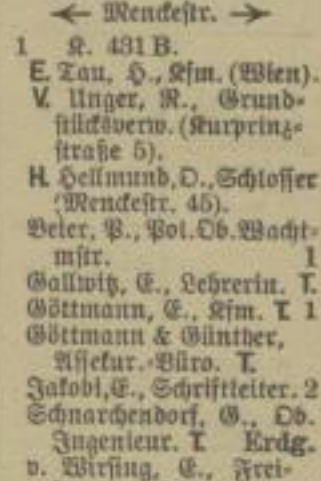 ← Menckestr. →
1 K. 431 B.
E. Tau, H., Kfm. (Wien).
V. Unger, R., Grund-
stücksverw. (Kurprinz-
straße 5).
H. Hellmund, O., Schlosser
(Menckestr. 45).
Beier, P., Pol.Ob.Wacht-
mstr. 1
Gallwitz, E., Lehrerin. T.
Göttmann, E., Kfm. T 1
Göttmann & Günther,
Assekur.-Büro. T.
Jakobi, E., Schriftleiter. 2
Schnarchendorf, G., Ob.
Ingenieur. T Erdg.
v. Wirsing, E., Frei-